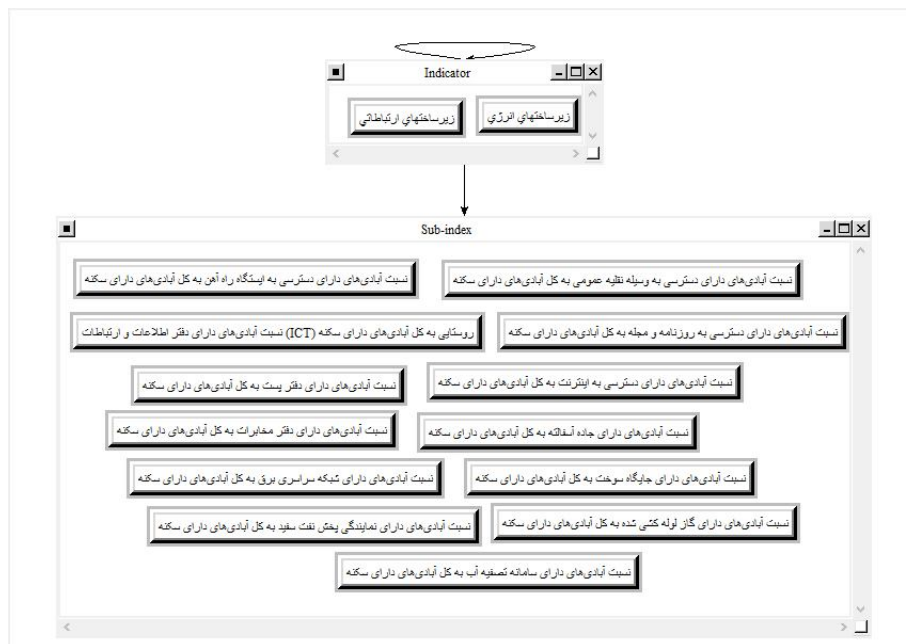 Indicator
زیرساختهاي انرژي
زیرساختهاي ارتباطاتي
Sub-index
نسبت آبادی‌های دارای دسترسی به وسیله نقلیه عمومی به کل آبادی‌های دارای سکنه
نسبت آبادی‌های دارای دسترسی به ایستگاه راه آهن به کل آبادی‌های دارای سکنه
نسبت آبادی‌های دارای دسترسی به روزنامه و مجله به کل آبادی‌های دارای سکنه
روستایی به کل آبادی‌های دارای سکنه (ICT) نسبت آبادی‌های دارای دفتر اطلاعات و ارتباطات
نسبت آبادی‌های دارای دسترسی به اینترنت به کل آبادی‌های دارای سکنه
نسبت آبادی‌های دارای دفتر پست به کل آبادی‌های دارای سکنه
نسبت آبادی‌های دارای جاده آسفالته به کل آبادی‌های دارای سکنه
نسبت آبادی‌های دارای دفتر مخابرات به کل آبادی‌های دارای سکنه
نسبت آبادی‌های دارای جایگاه سوخت به کل آبادی‌های دارای سکنه
نسبت آبادی‌های دارای شبکه سراسری برق به کل آبادی‌های دارای سکنه
نسبت آبادی‌های دارای گاز لوله کشی شده به کل آبادی‌های دارای سکنه
نسبت آبادی‌های دارای نمایندگی پخش نفت سفید به کل آبادی‌های دارای سکنه
نسبت آبادی‌های دارای سامانه تصفیه آب به کل آبادی‌های دارای سکنه